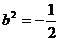 b² = -1/2